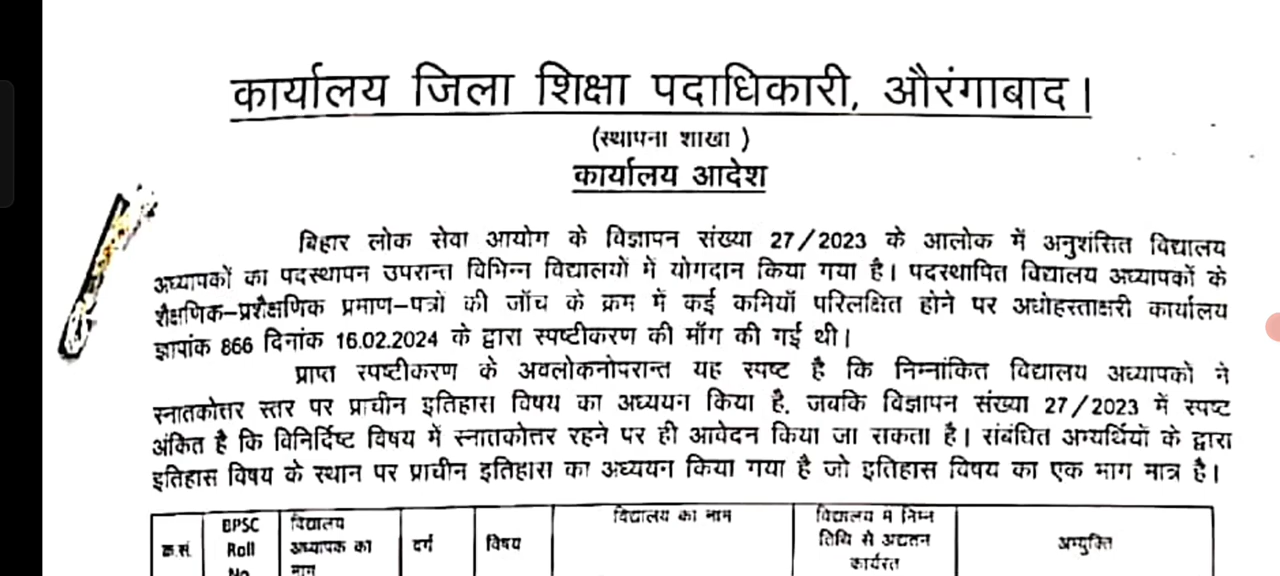 कार्यालय जिला शिक्षा पदाधिकारी, औरंगाबाद।
(स्थापना शाखा )
कार्यालय आदेश
बिहार लोक सेवा आयोग के विज्ञापन संख्या 27/2023 के आलोक में अनुशंसित विद्यालय
अध्यापकों का पदस्थापन उपरान्त विभिन्न विद्यालयों में योगदान किया गया है। पदस्थापित विद्यालय अध्यापकों के
शैक्षणिक-प्रशैक्षणिक प्रमाण-पत्रों की जॉच के क्रम में कई कमियॉ परिलक्षित होने पर अधोहस्ताक्षरी कार्यालय
ज्ञापांक 866 दिनांक 16.02.2024 के द्वारा स्पष्टीकरण की मॉग की गई थी।
प्राप्त स्पष्टीकरण के अवलोकनोपरान्त यह स्पष्ट है कि निम्नांकित विद्यालय अध्यापकों ने
स्नातकोत्तर स्तर पर प्राचीन इतिहास विषय का अध्ययन किया है, जबकि विज्ञापन संख्या 27/2023 में स्पष्ट
अंकित है कि विनिर्दिष्ट विषय में स्नातकोत्तर रहने पर ही आवेदन किया जा सकता है। संबंधित अभ्यर्थियों के द्वारा
इतिहास विषय के स्थान पर प्राचीन इतिहास का अध्ययन किया गया है जो इतिहास विषय का एक भाग मात्र है।
क्र.सं. BPSC Roll No विद्यालय अध्यापक का नाम वर्ग विषय विद्यालय का नाम विद्यालय में निम्न तिथि से अद्यतन कार्यरत अभ्युक्ति